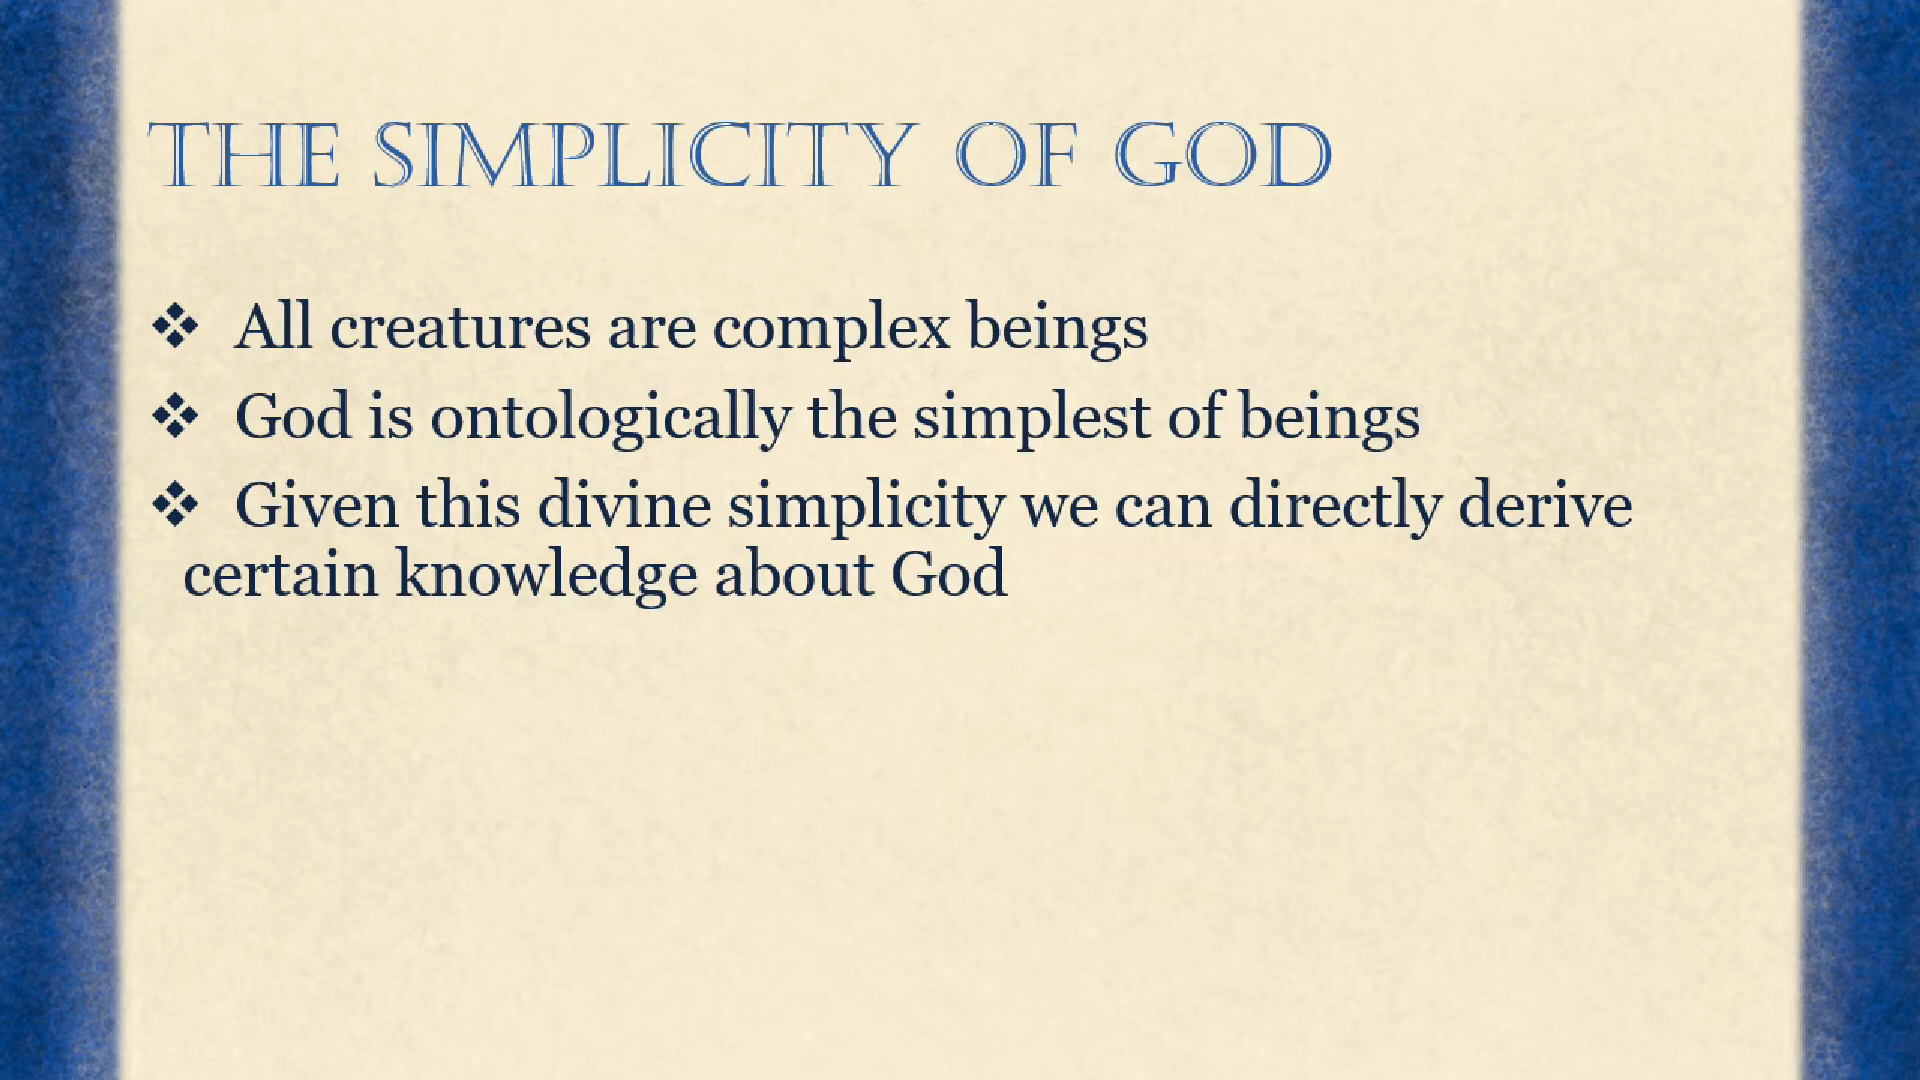 THE SIMPLICITY OF GOD
❖ All creatures are complex beings
❖ God is ontologically the simplest of beings
❖ Given this divine simplicity we can directly derive
certain knowledge about God